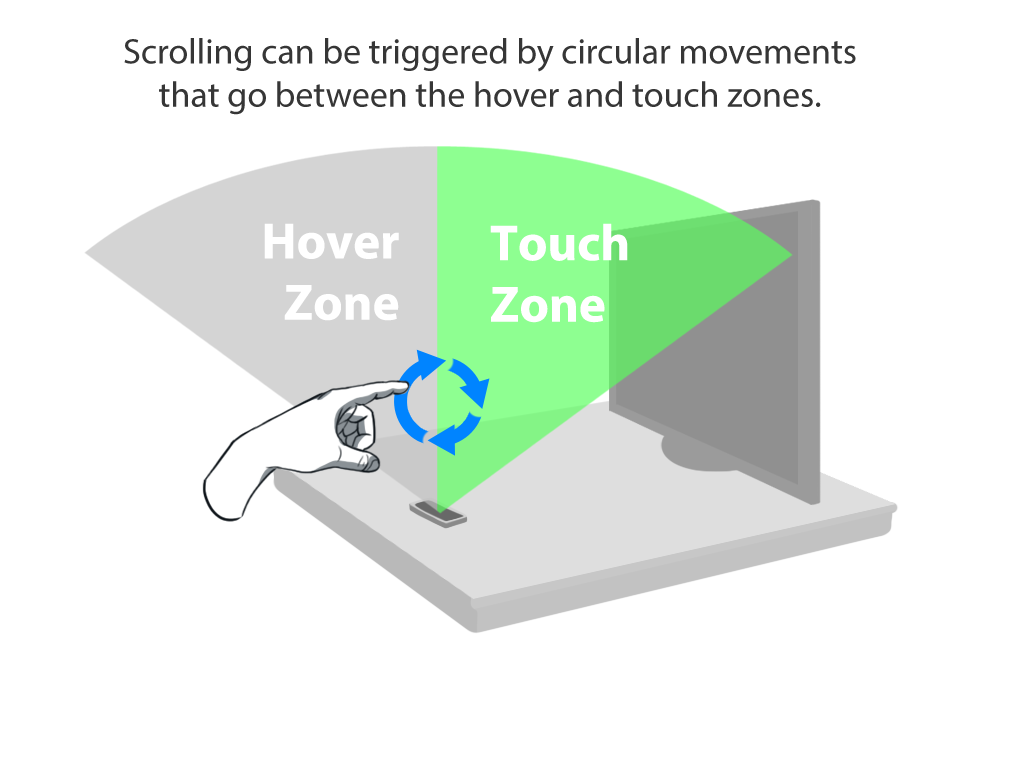 Scrolling can be triggered by circular movements
that go between the hover and touch zones.
Hover
Zone
Touch
Zone